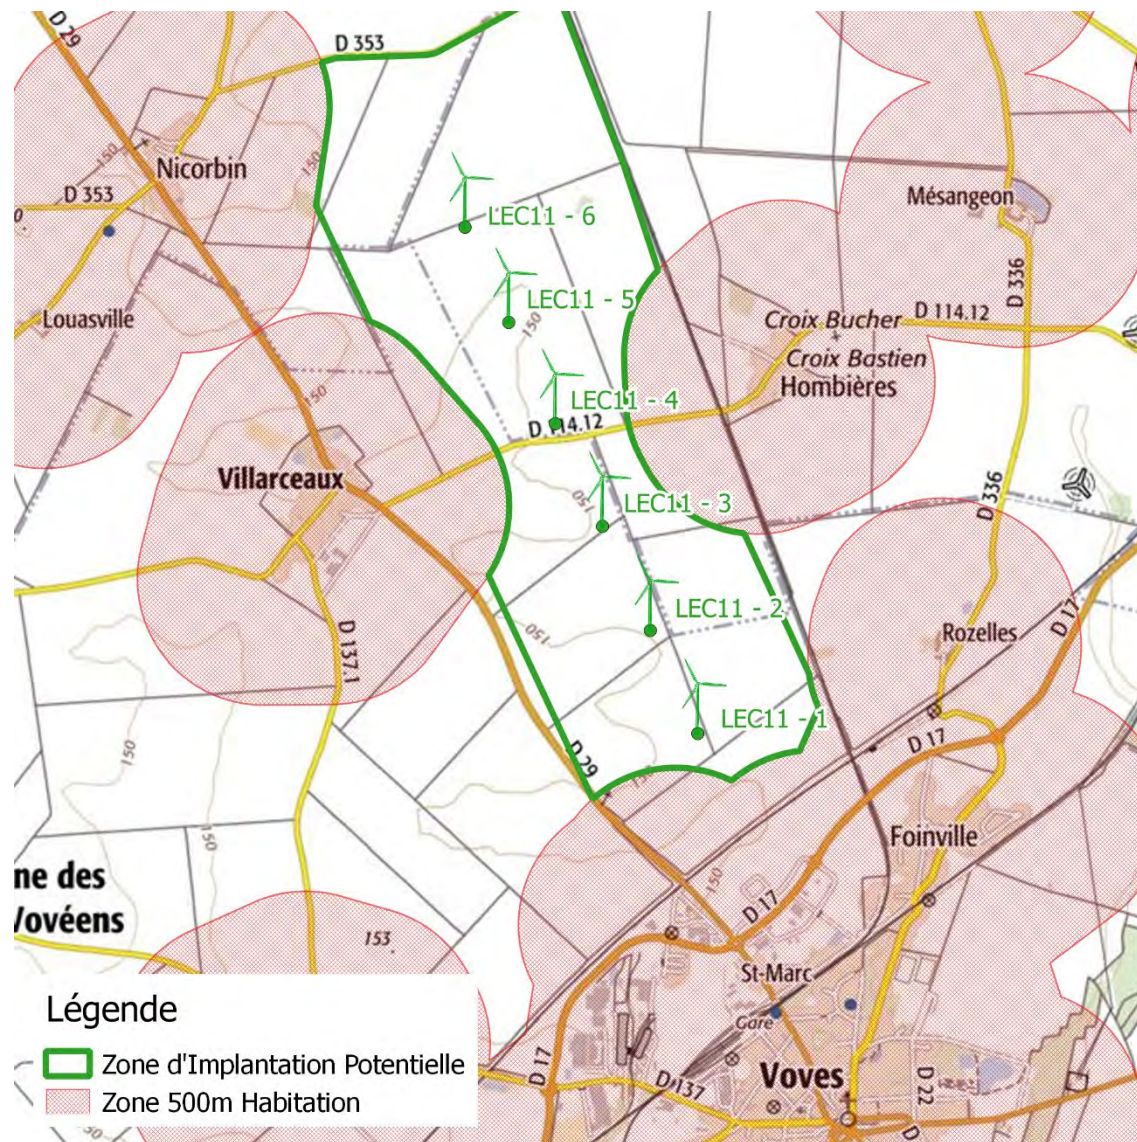 D 29
D 353
150
150
Nicorbin
D 353
LEC11 - 6
Mésangeon
D 336
LEC11 - 5
150
Louasville
Croix Bucher
D 114.12
Croix Bastien
Hombières
150
LEC11 - 4
D 114.12
Villarceaux
D 336
150
LEC11 - 3
LEC11 - 2
150
D 17
Rozelles
D 137.1
LEC11 - 1
150
D 29
150
D 17
150
Foinville
ne des
Vovéens
150
D 17
153
St-Marc
Gare
Légende
Zone d'Implantation Potentielle
Zone 500m Habitation
D 17
D 137
Voves
D 22